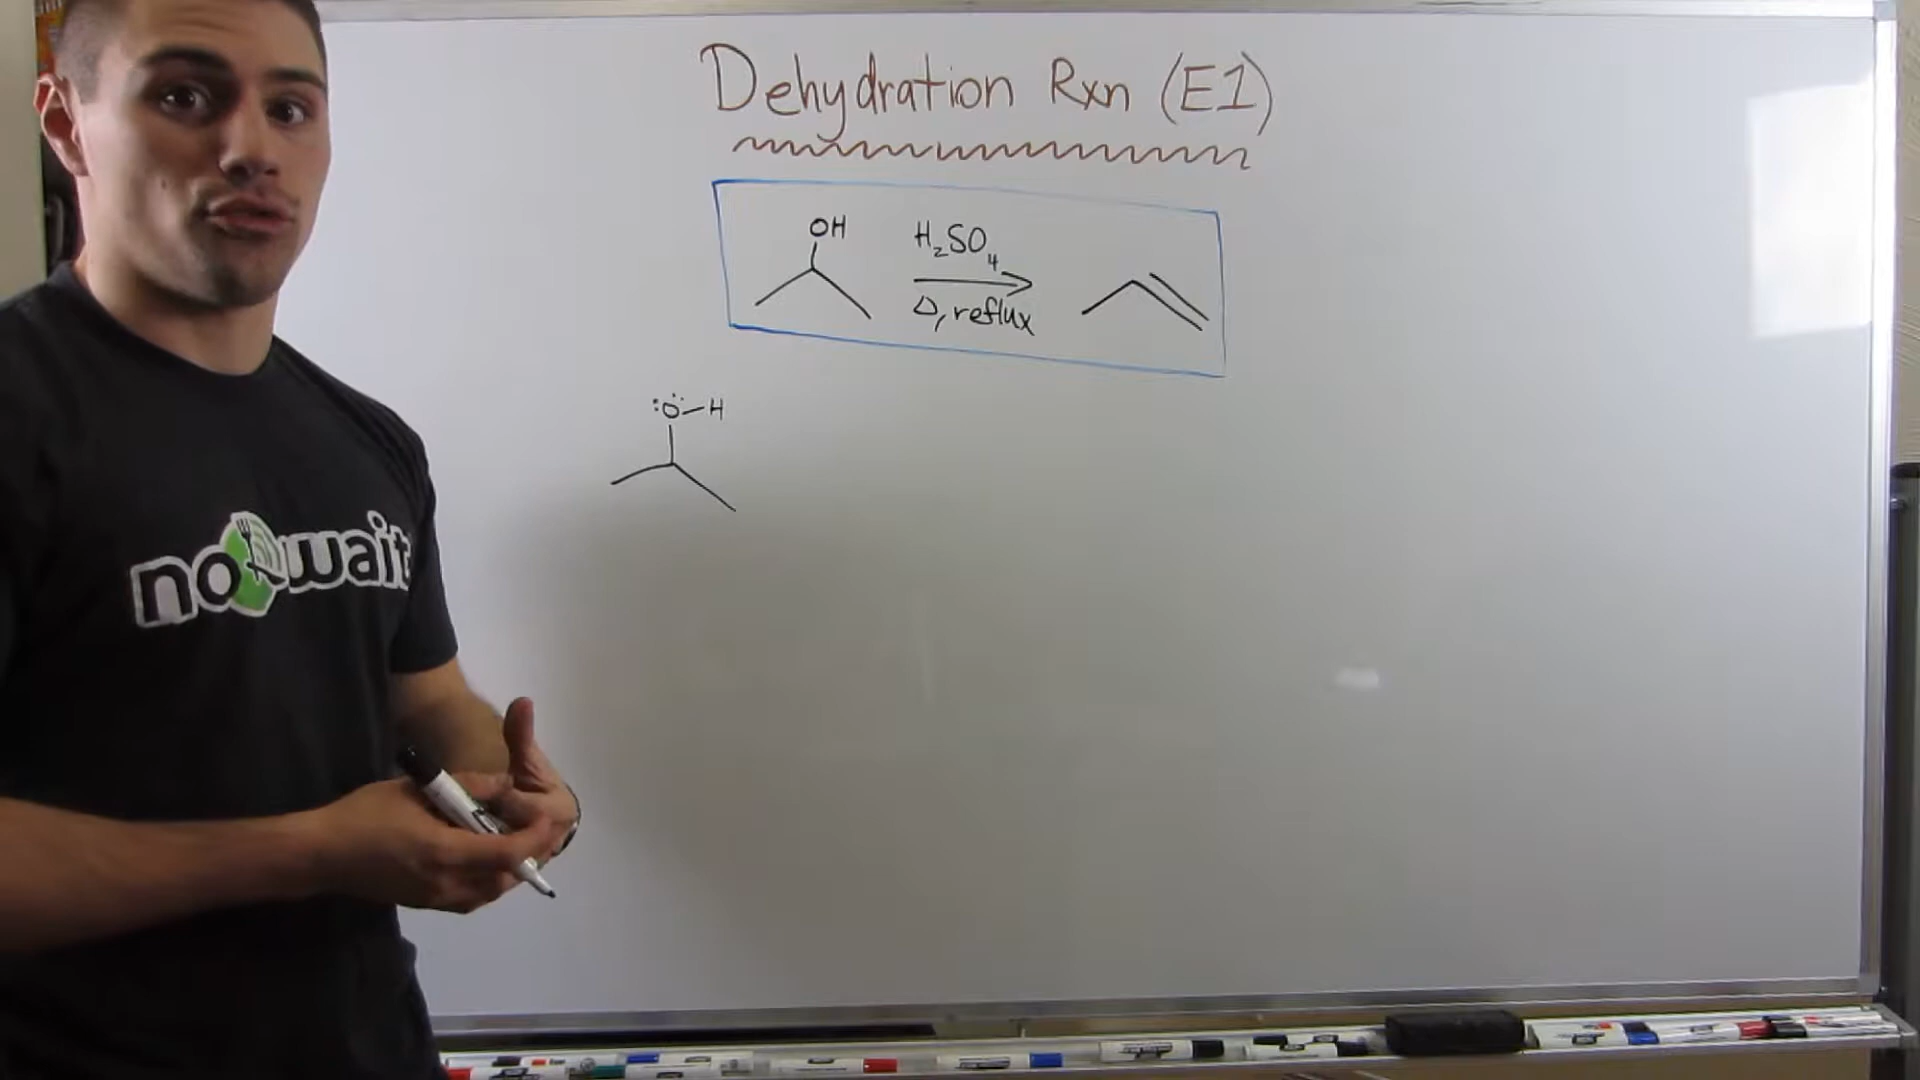 Dehydration Rxn (E1)
OH
H₂SO₄
Δ, reflux
:Ö-H
nowait